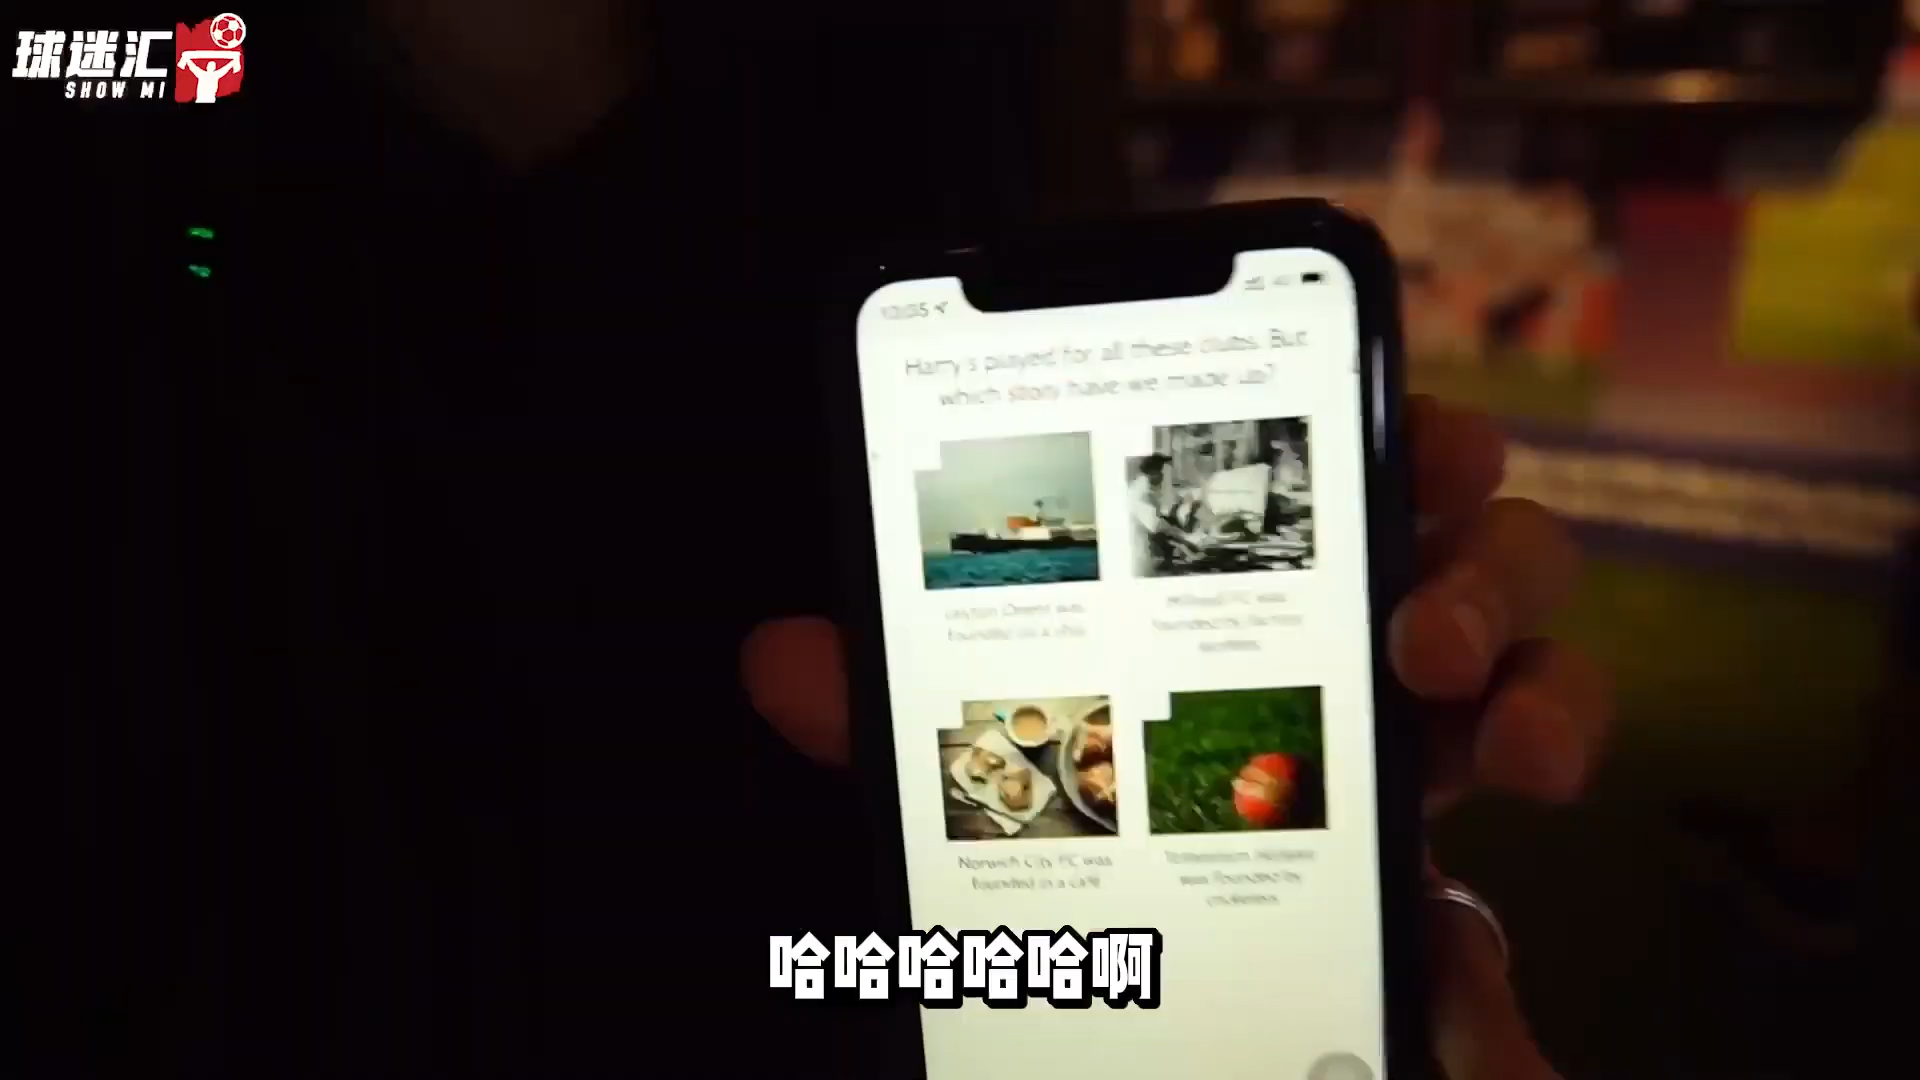 球迷汇
SHOW MI
Harry's played for all these clubs. But
which story have we made up?
Leyton Orient was
founded on a ship
Millwall FC was
founded by factory
workers
Norwich City FC was
founded in a café
Tottenham Hotspur
was founded by
cricketers
哈哈哈哈哈啊